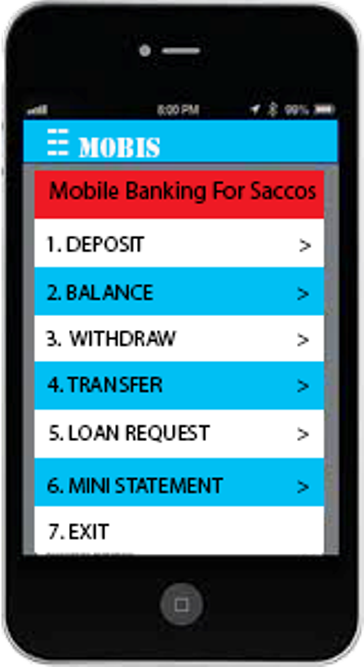 8:00 PM 99%
MOBIS
Mobile Banking For Saccos
1. DEPOSIT >
2. BALANCE >
3. WITHDRAW >
4. TRANSFER >
5. LOAN REQUEST >
6. MINI STATEMENT >
7. EXIT